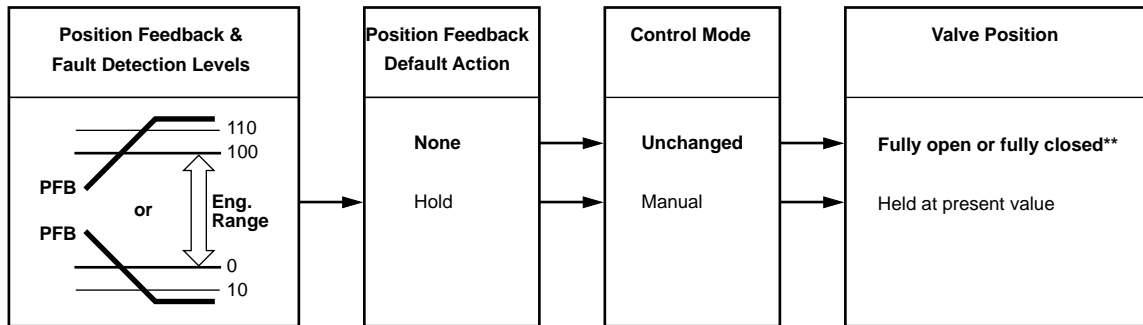 Position Feedback &
Fault Detection Levels
110
100
PFB
or
Eng.
Range
PFB
0
10
Position Feedback
Default Action
None
Hold
Control Mode
Unchanged
Manual
Valve Position
Fully open or fully closed**
Held at present value